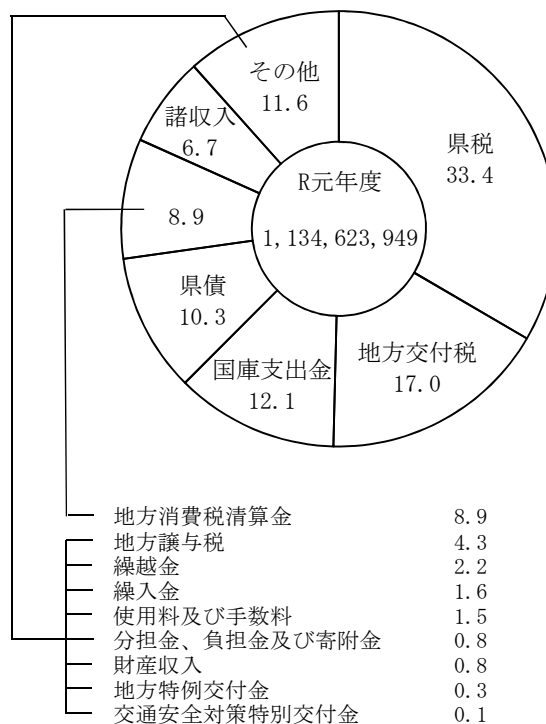 その他
11.6
県税
33.4
諸収入
6.7
R元年度
1,134,623,949
8.9
県債
10.3
国庫支出金
12.1
地方交付税
17.0
地方消費税清算金 8.9
地方譲与税 4.3
繰越金 2.2
繰入金 1.6
使用料及び手数料 1.5
分担金、負担金及び寄附金 0.8
財産収入 0.8
地方特例交付金 0.3
交通安全対策特別交付金 0.1